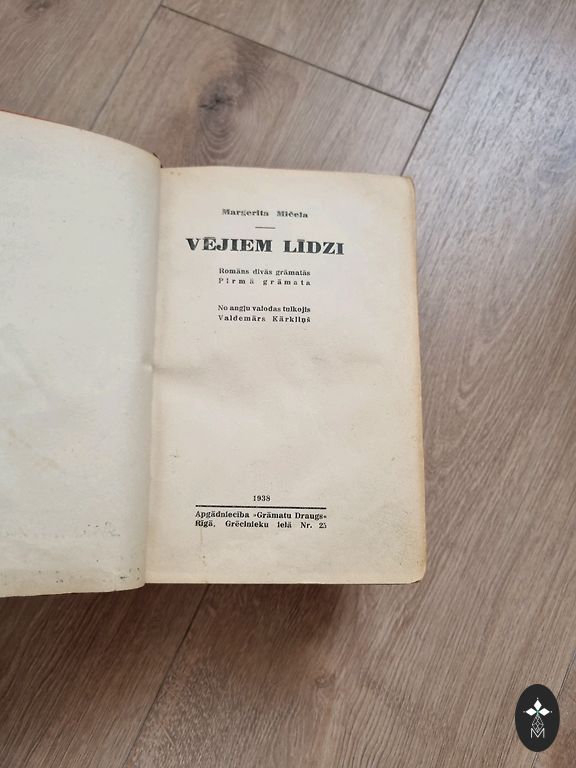 Margerita Mičela
VĒJIEM LĪDZI
Romāns divās grāmatās
Pirmā grāmata
No angļu valodas tulkojis
Valdemārs Kārkliņš
1938
Apgādniecība »Grāmatu Draugs«
Rīgā, Grēcinieku ielā Nr. 25
M